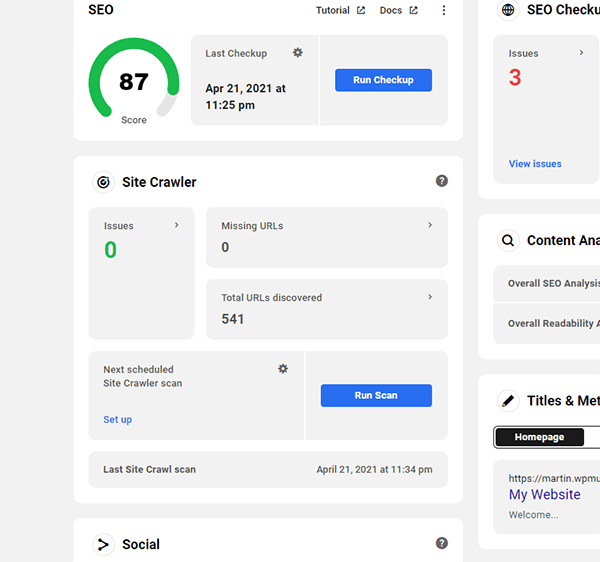 SEO
Tutorial
Docs
87
Score
Last Checkup
Apr 21, 2021 at
11:25 pm
Run Checkup
Site Crawler
?
Issues
0
Missing URLs
0
Total URLs discovered
541
Next scheduled
Site Crawler scan
Set up
Run Scan
Last Site Crawl scan
April 21, 2021 at 11:34 pm
Social
?
SEO Checku
Issues
3
View issues
Content Ana
Overall SEO Analysis
Overall Readability A
Titles & Met
Homepage
https://martin.wpmu
My Website
Welcome...